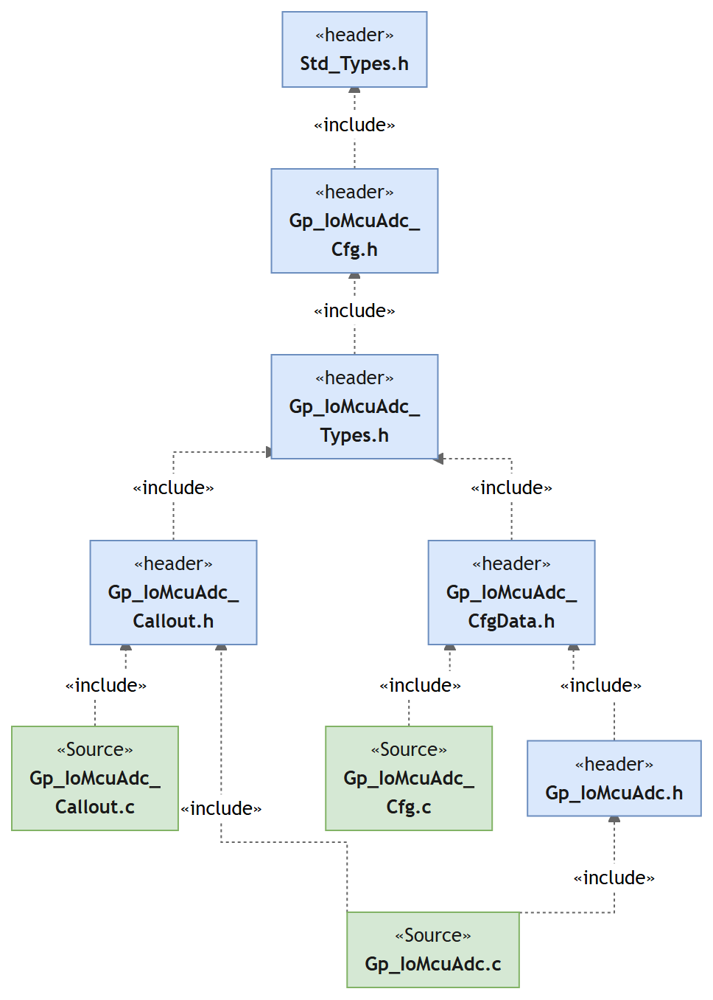 «header»
Std_Types.h
«include»
«header»
Gp_IoMcuAdc_
Cfg.h
«include»
«header»
Gp_IoMcuAdc_
Types.h
«include»
«include»
«header»
Gp_IoMcuAdc_
Callout.h
«header»
Gp_IoMcuAdc_
CfgData.h
«include»
«include»
«include»
«Source»
Gp_IoMcuAdc_
Callout.c
«include»
«Source»
Gp_IoMcuAdc_
Cfg.c
«header»
Gp_IoMcuAdc.h
«include»
«Source»
Gp_IoMcuAdc.c